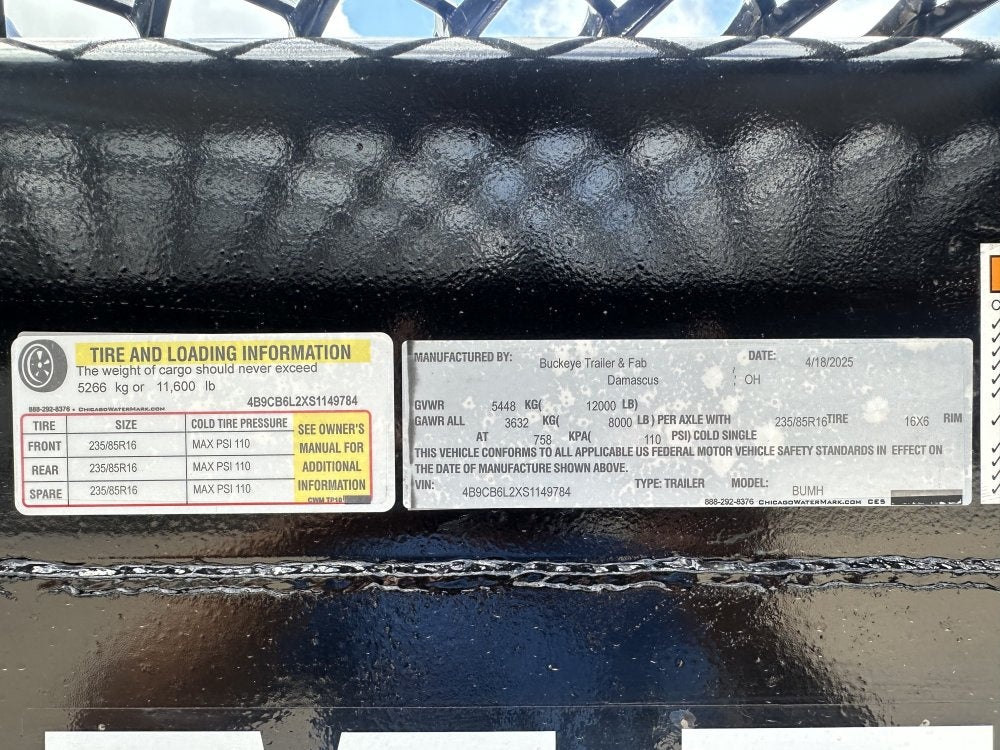 TIRE AND LOADING INFORMATION
The weight of cargo should never exceed
5266 kg or 11,600 lb
4B9CB6L2XS1149784
888-292-8376 • CHICAGOWATERMARK.COM
TIRE SIZE COLD TIRE PRESSURE
FRONT 235/85R16 MAX PSI 110
REAR 235/85R16 MAX PSI 110
SPARE 235/85R16 MAX PSI 110
SEE OWNER'S
MANUAL FOR
ADDITIONAL
INFORMATION
CWM TP10
MANUFACTURED BY: Buckeye Trailer & Fab DATE: 4/18/2025
Damascus OH
GVWR 5448 KG( 12000 LB)
GAWR ALL 3632 KG( 8000 LB ) PER AXLE WITH 235/85R16TIRE 16X6 RIM
AT 758 KPA( 110 PSI) COLD SINGLE
THIS VEHICLE CONFORMS TO ALL APPLICABLE US FEDERAL MOTOR VEHICLE SAFETY STANDARDS IN EFFECT ON
THE DATE OF MANUFACTURE SHOWN ABOVE.
VIN: 4B9CB6L2XS1149784 TYPE: TRAILER MODEL: BUMH
888-292-8376 CHICAGOWATERMARK.COM CES